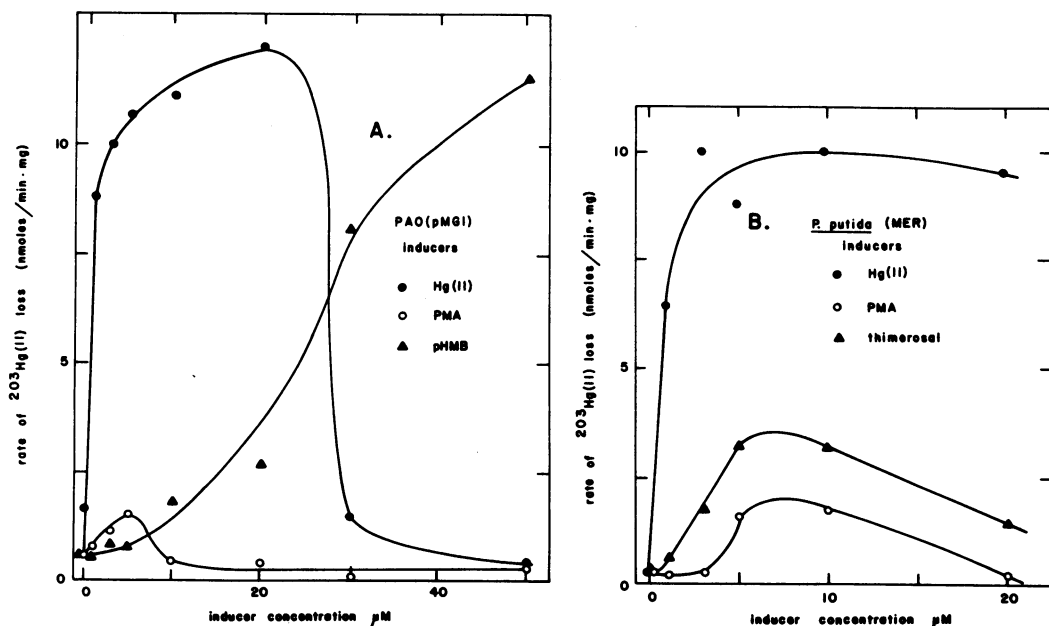 rate of ²⁰³Hg(II) loss (nmoles/min·mg)
10
5
0
A.
PAO(pMGI)
inducers
● Hg(II)
○ PMA
▲ pHMB
0 20 40
inducer concentration µM
rate of ²⁰³Hg(II) loss (nmoles/min·mg)
10
5
0
B.
P. putida (MER)
inducers
● Hg(II)
○ PMA
▲ thimerosal
0 10 20
inducer concentration µM